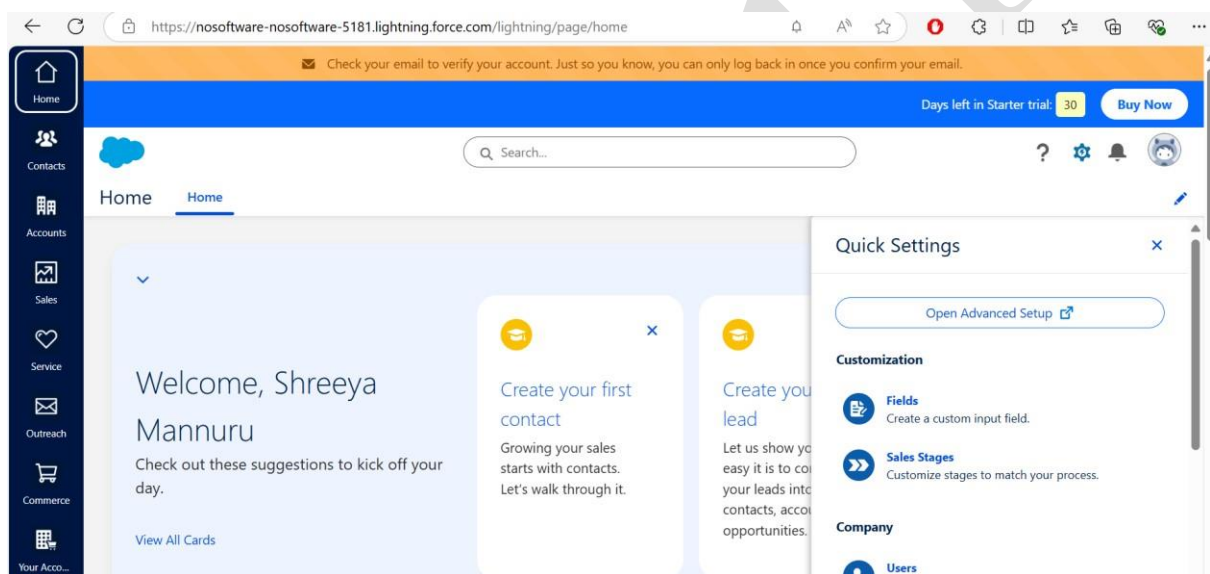 https://nosoftware-nosoftware-5181.lightning.force.com/lightning/page/home
Check your email to verify your account. Just so you know, you can only log back in once you confirm your email.
Days left in Starter trial: 30 Buy Now
Home
Contacts
Accounts
Sales
Service
Outreach
Commerce
Your Acco...
Search...
Home Home
Welcome, Shreeya
Mannuru
Check out these suggestions to kick off your
day.
View All Cards
Create your first
contact
Growing your sales
starts with contacts.
Let's walk through it.
Create you
lead
Let us show yo
easy it is to co
your leads into
contacts, accou
opportunities.
Quick Settings
Open Advanced Setup
Customization
Fields
Create a custom input field.
Sales Stages
Customize stages to match your process.
Company
Users